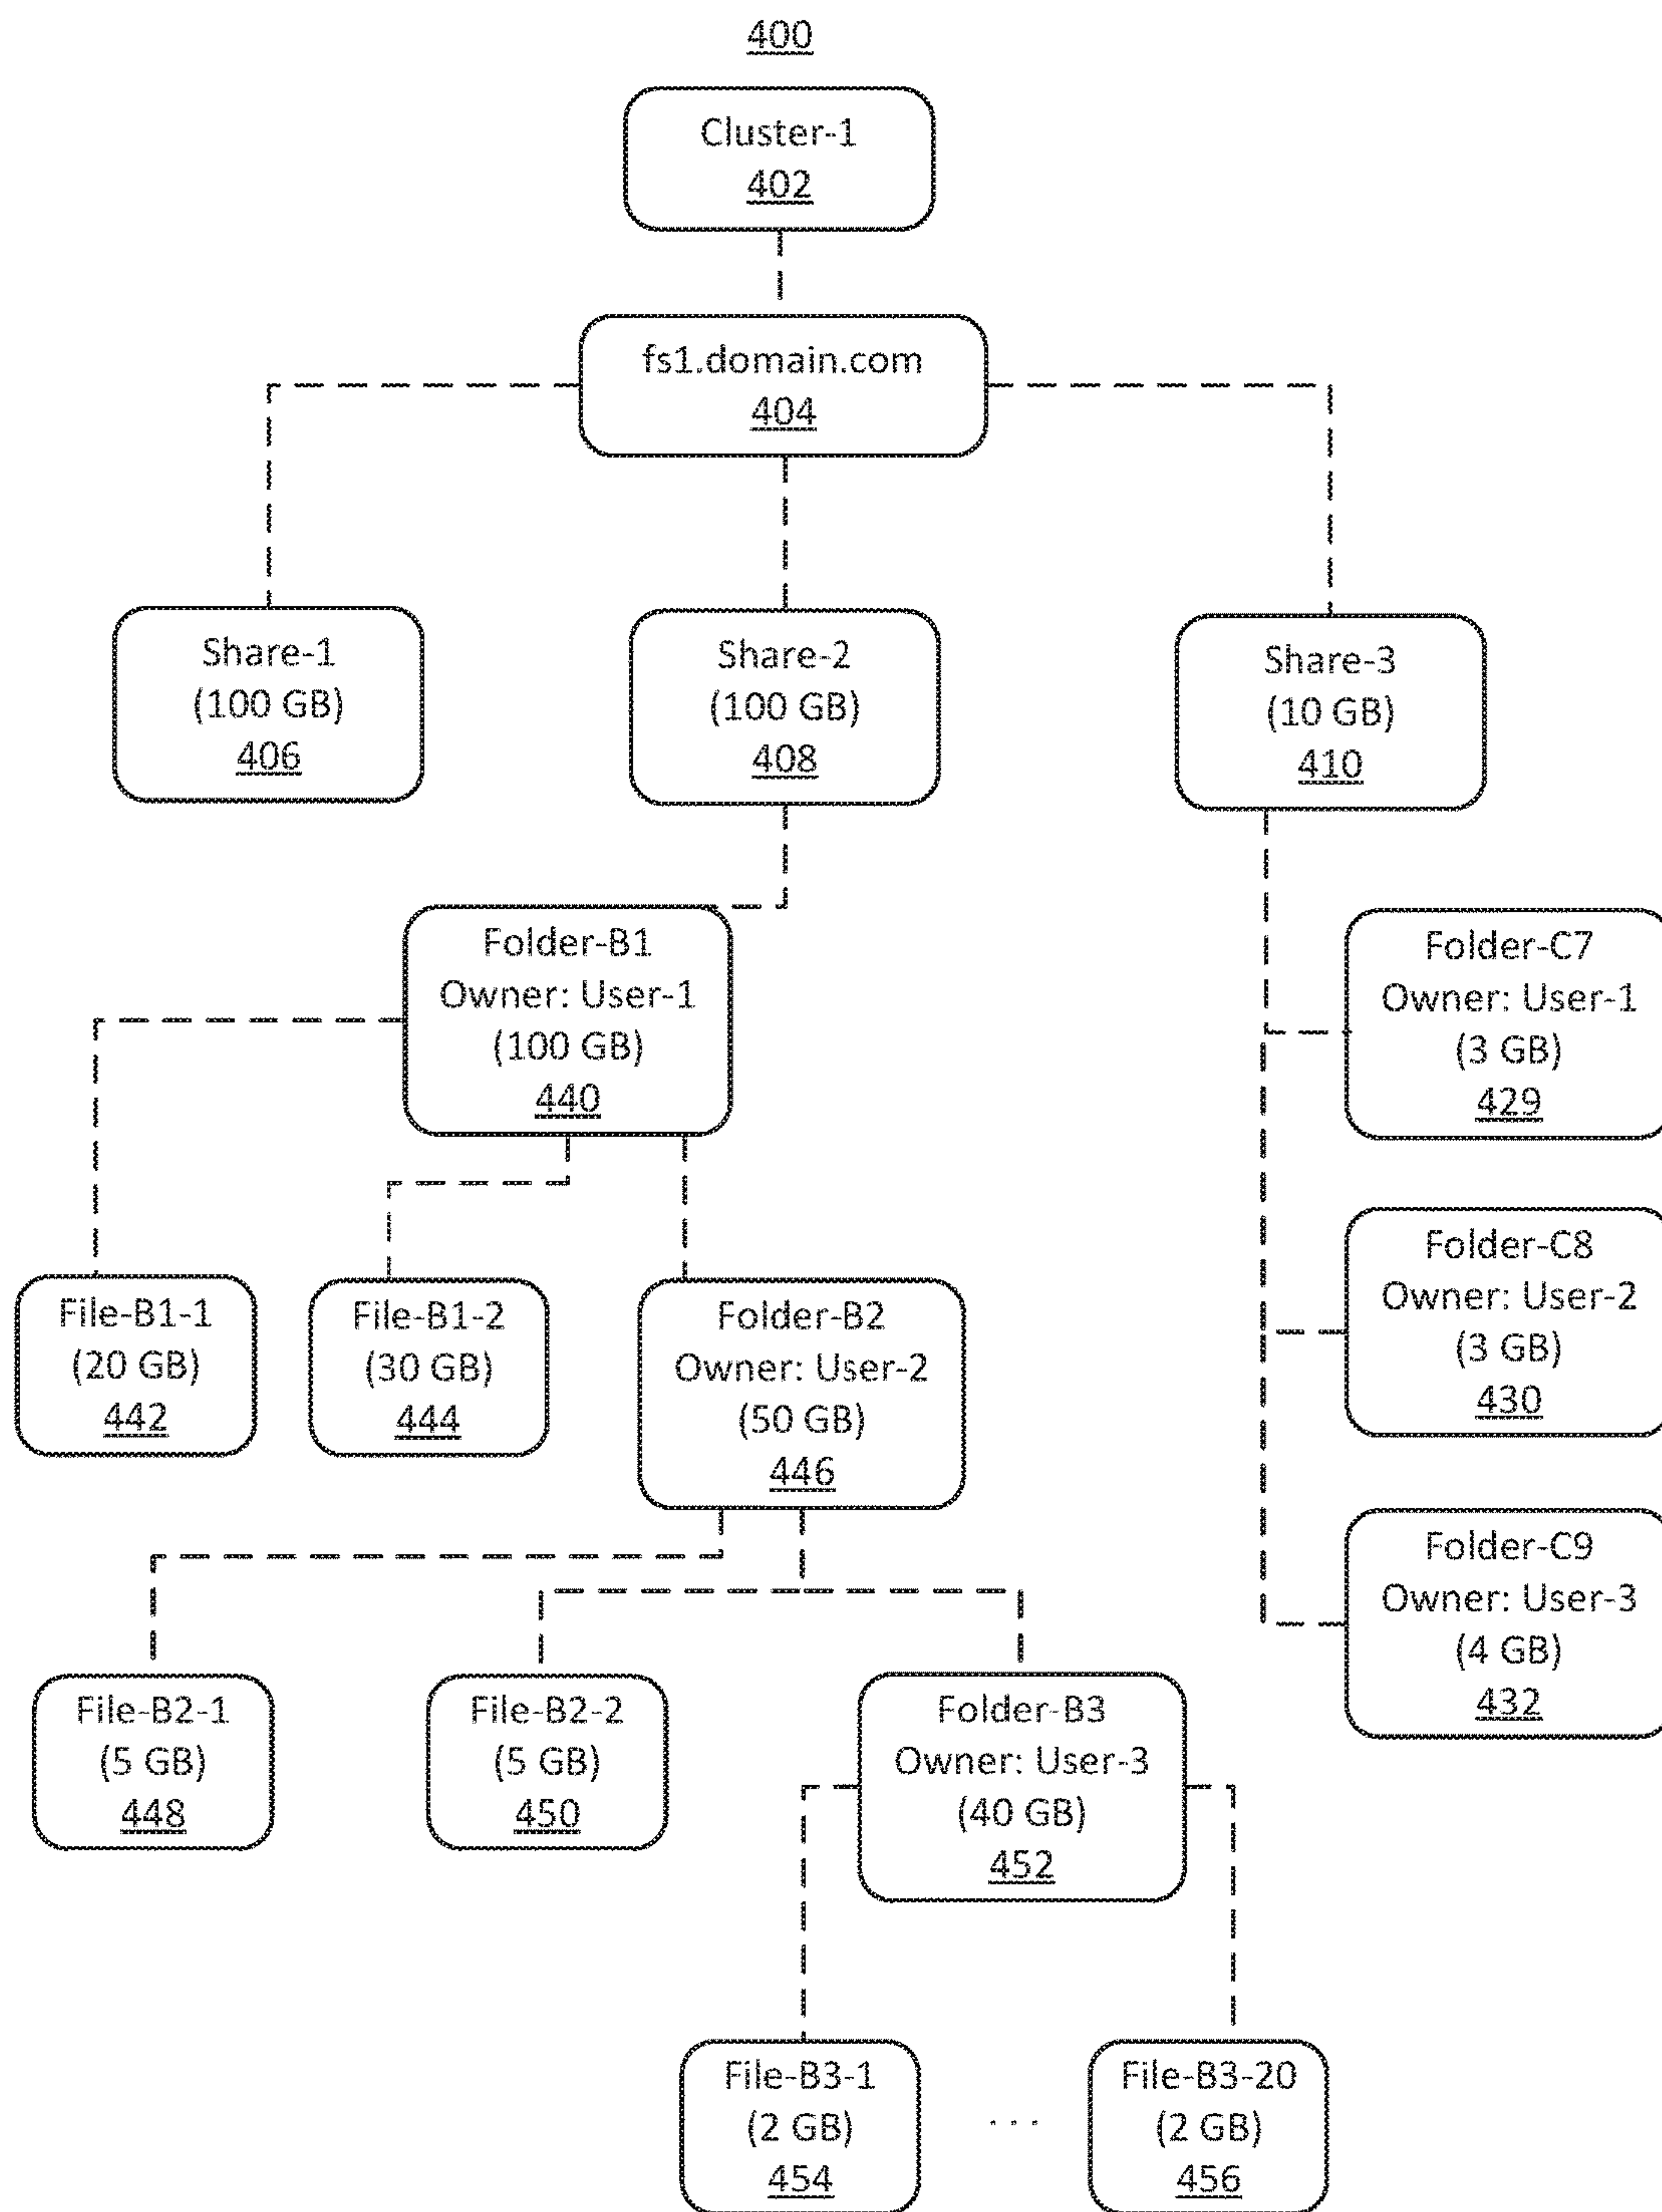 400
Cluster-1
402
fs1.domain.com
404
Share-1
(100 GB)
406
Share-2
(100 GB)
408
Share-3
(10 GB)
410
Folder-B1
Owner: User-1
(100 GB)
440
Folder-C7
Owner: User-1
(3 GB)
429
File-B1-1
(20 GB)
442
File-B1-2
(30 GB)
444
Folder-B2
Owner: User-2
(50 GB)
446
Folder-C8
Owner: User-2
(3 GB)
430
Folder-C9
Owner: User-3
(4 GB)
432
File-B2-1
(5 GB)
448
File-B2-2
(5 GB)
450
Folder-B3
Owner: User-3
(40 GB)
452
File-B3-1
(2 GB)
454
...
File-B3-20
(2 GB)
456